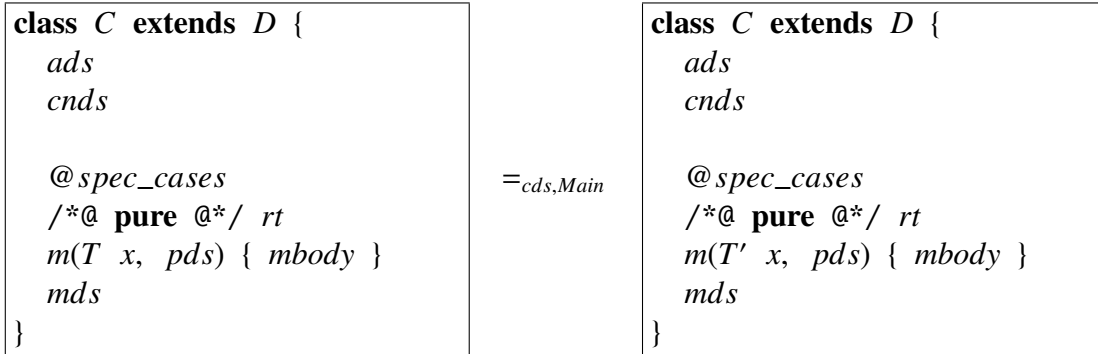 class C extends D {
ads
cnds
@spec_cases
/*@ pure @*/ rt
m(T x, pds) { mbody }
mds
}
=cds,Main
class C extends D {
ads
cnds
@spec_cases
/*@ pure @*/ rt
m(T′ x, pds) { mbody }
mds
}